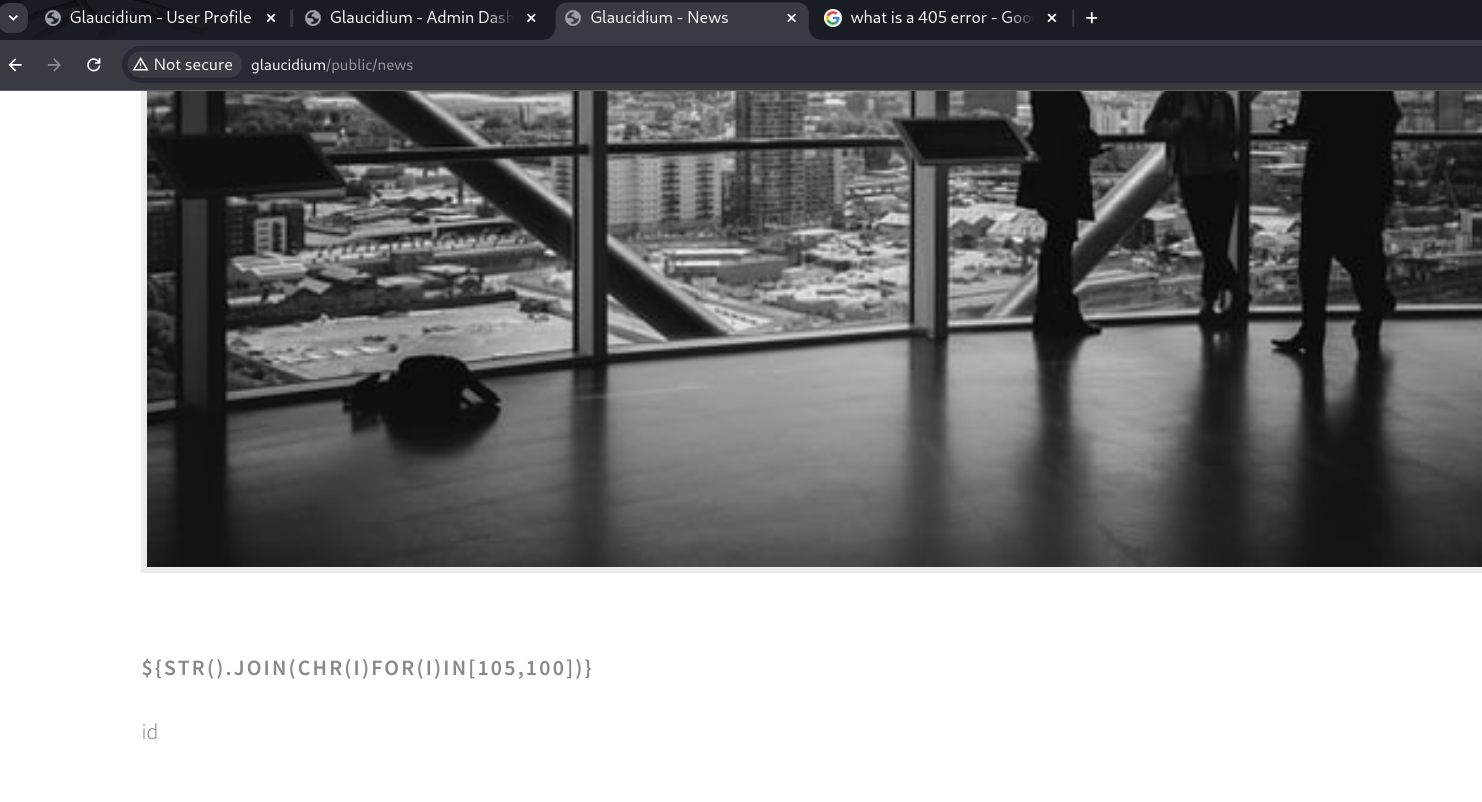 Glaucidium - User Profile
Glaucidium - Admin Dash
Glaucidium - News
what is a 405 error - Goo
Not secure
glaucidium/public/news
${STR().JOIN(CHR(I)FOR(I)IN[105,100])}
id